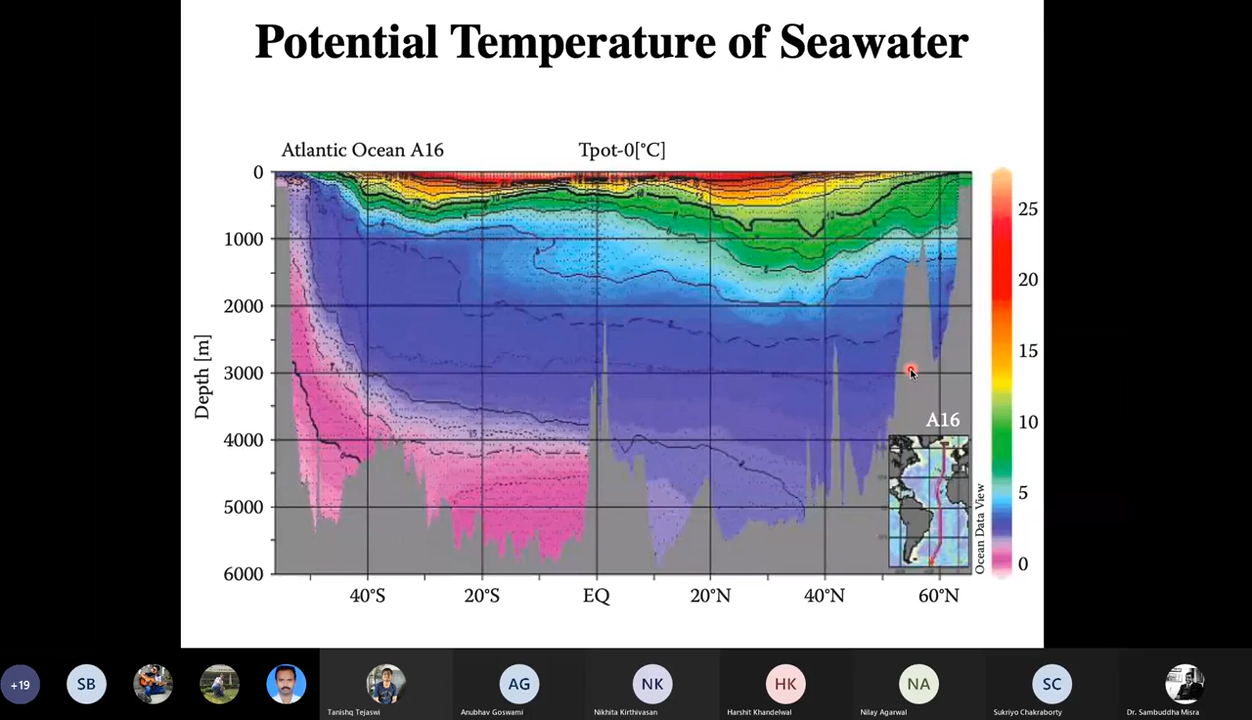 Potential Temperature of Seawater
Atlantic Ocean A16 Tpot-0[°C]
0
1000
2000
3000
4000
5000
6000
Depth [m]
40°S 20°S EQ 20°N 40°N 60°N
25
20
15
10
5
0
A16
Ocean Data View
+19 SB AG NK HK NA SC
Tanishq Tejaswi Anubhav Goswami Nikhita Kirthivasan Harshit Khandelwal Nilay Agarwal Sukriyo Chakraborty Dr. Sambuddha Misra